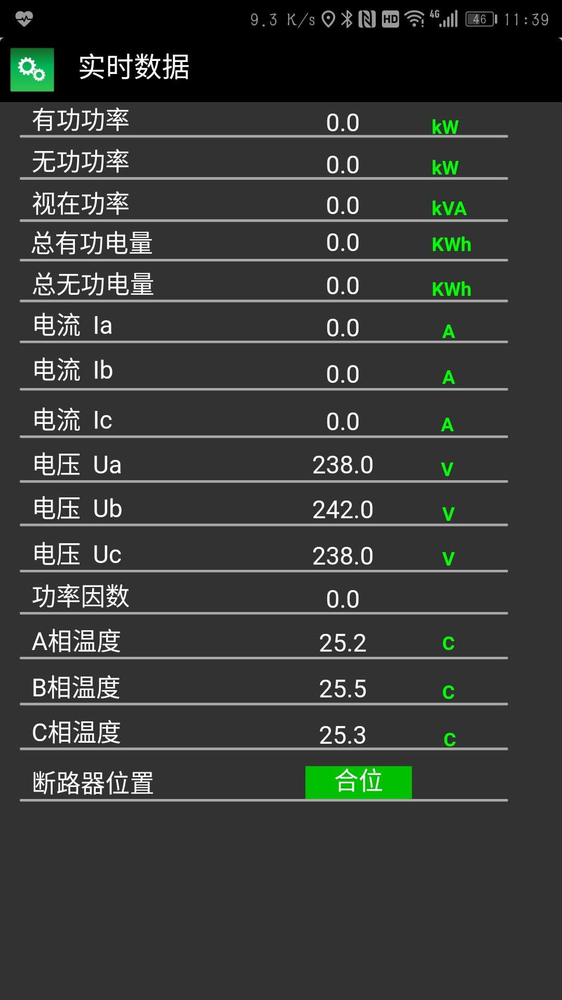 9.3 K/s HD 4G 46 11:39
实时数据
有功功率 0.0 kW
无功功率 0.0 kW
视在功率 0.0 kVA
总有功电量 0.0 KWh
总无功电量 0.0 KWh
电流 Ia 0.0 A
电流 Ib 0.0 A
电流 Ic 0.0 A
电压 Ua 238.0 V
电压 Ub 242.0 V
电压 Uc 238.0 V
功率因数 0.0
A相温度 25.2 C
B相温度 25.5 C
C相温度 25.3 C
断路器位置 合位